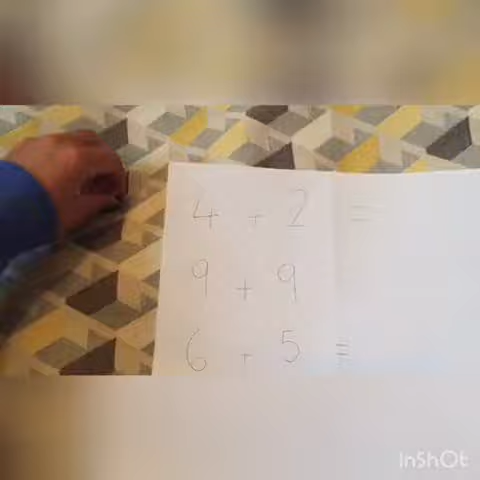 4 + 2 =
9 + 9
6 + 5 =
InShOt